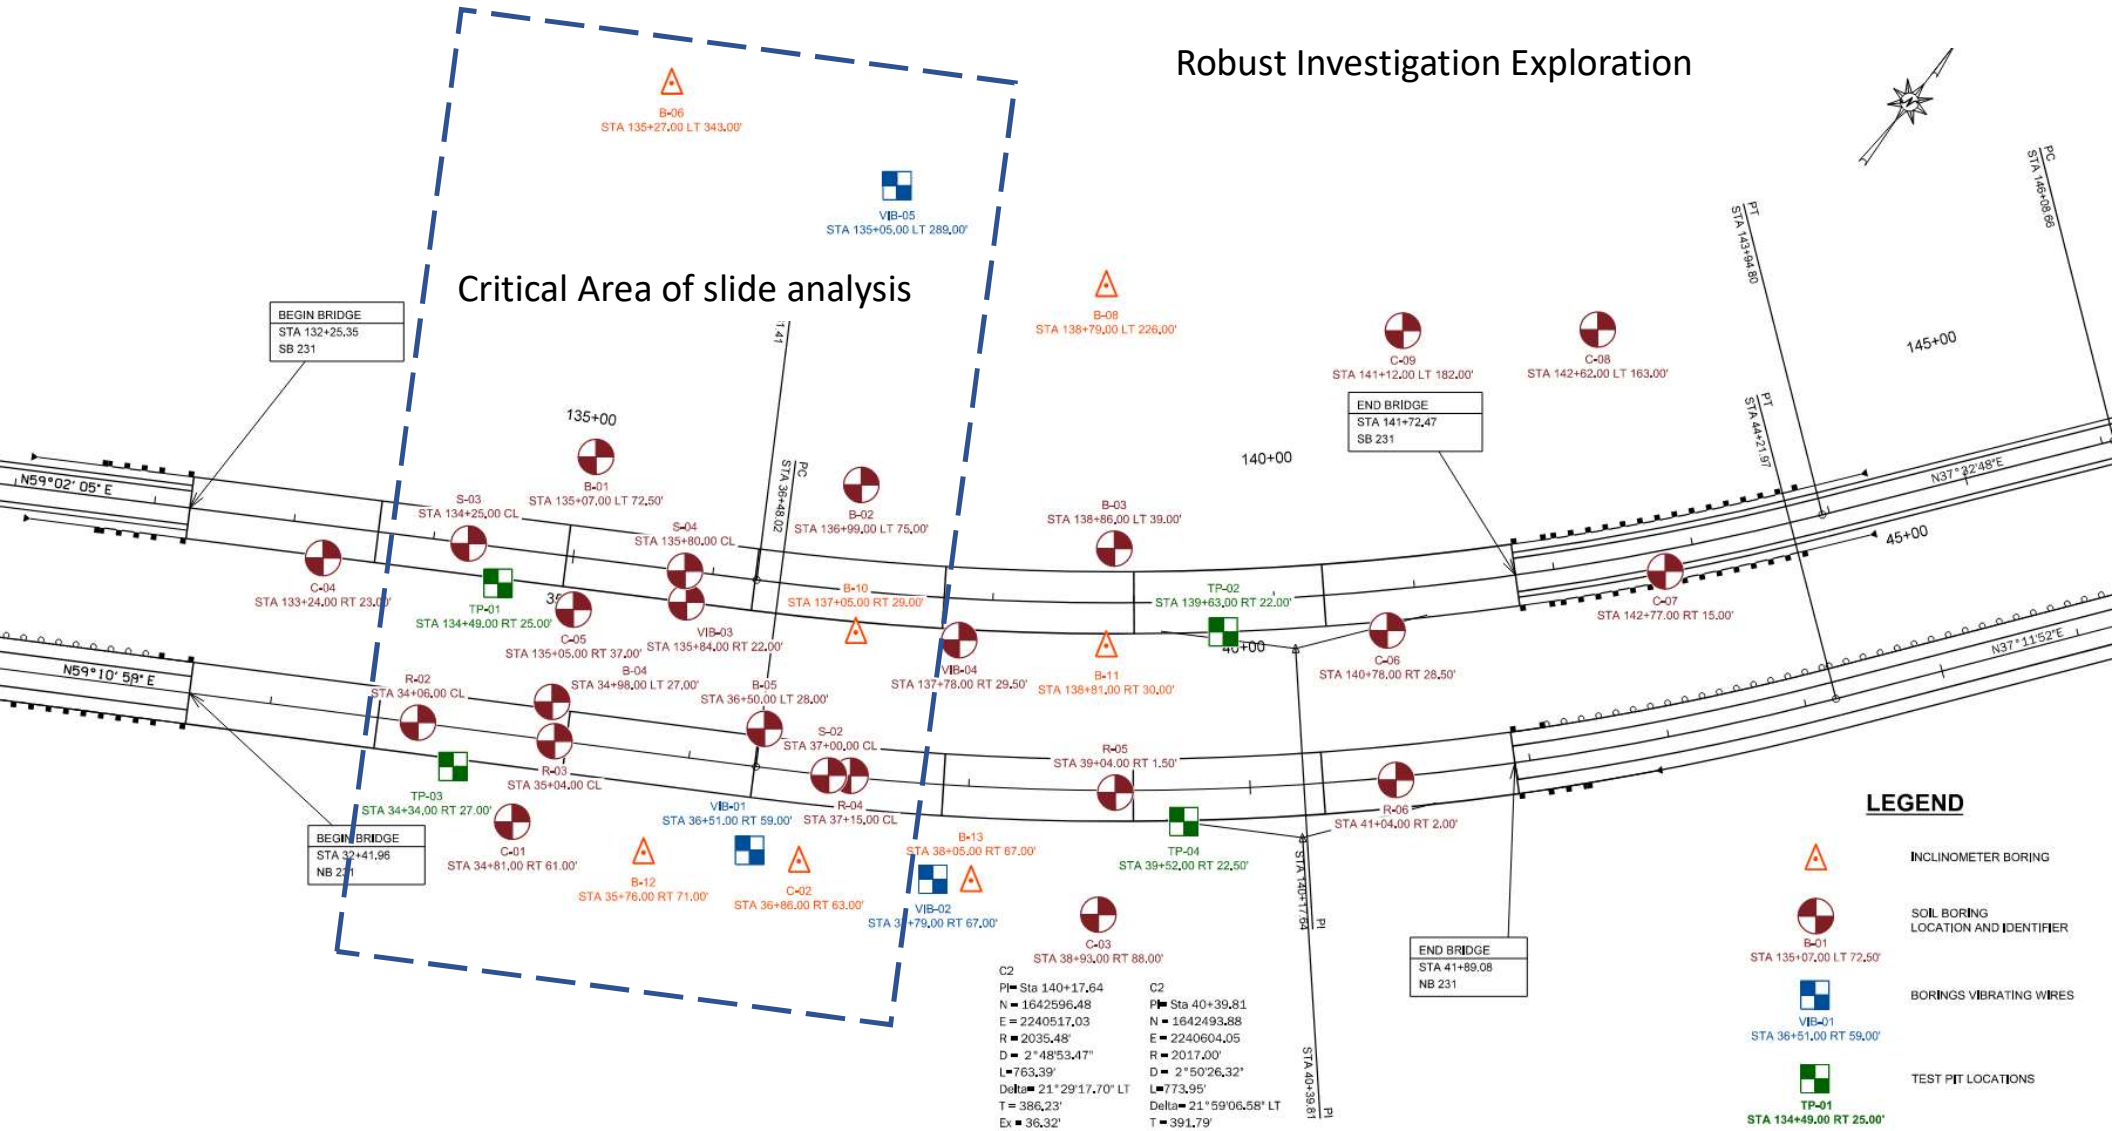 Robust Investigation Exploration
B-06
STA 135+27.00 LT 343.00'
VIB-05
STA 135+05.00 LT 289.00'
Critical Area of slide analysis
BEGIN BRIDGE
STA 132+25.35
SB 231
B-08
STA 138+79.00 LT 226.00'
C-09
STA 141+12.00 LT 182.00'
C-08
STA 142+62.00 LT 163.00'
PT
STA 143+94.80
PC
STA 146+08.66
145+00
END BRIDGE
STA 141+72.47
SB 231
PT
STA 44+21.97
1.41
PC
STA 36+48.02
135+00
140+00
N59°02' 05" E
S-03
STA 134+25.00 CL
B-01
STA 135+07.00 LT 72.50'
S-04
STA 135+80.00 CL
B-02
STA 136+99.00 LT 75.00'
B-03
STA 138+86.00 LT 39.00'
N37°32'48"E
45+00
C-04
STA 133+24.00 RT 23.00'
TP-01
STA 134+49.00 RT 25.00'
C-05
STA 135+05.00 RT 37.00'
VIB-03
STA 135+84.00 RT 22.00'
B-10
STA 137+05.00 RT 29.00'
VIB-04
STA 137+78.00 RT 29.50'
B-11
STA 138+81.00 RT 30.00'
TP-02
STA 139+63.00 RT 22.00'
40+00
C-06
STA 140+78.00 RT 28.50'
C-07
STA 142+77.00 RT 15.00'
N37°11'52"E
N59°10' 59" E
R-02
STA 34+06.00 CL
B-04
STA 34+98.00 LT 27.00'
B-05
STA 36+50.00 LT 28.00'
S-02
STA 37+00.00 CL
R-03
STA 35+04.00 CL
R-04
STA 37+15.00 CL
R-05
STA 39+04.00 RT 1.50'
R-06
STA 41+04.00 RT 2.00'
TP-03
STA 34+34.00 RT 27.00'
BEGIN BRIDGE
STA 32+41.96
NB 231
C-01
STA 34+81.00 RT 61.00'
VIB-01
STA 36+51.00 RT 59.00'
B-12
STA 35+76.00 RT 71.00'
C-02
STA 36+86.00 RT 63.00'
B-13
STA 38+05.00 RT 67.00'
VIB-02
STA 37+79.00 RT 67.00'
TP-04
STA 39+52.00 RT 22.50'
C-03
STA 38+93.00 RT 88.00'
END BRIDGE
STA 41+89.08
NB 231
PI
STA 140+17.64
PI
STA 40+39.81
C2
PI= Sta 140+17.64
N = 1642596.48
E = 2240517.03
R = 2035.48'
D = 2°48'53.47"
L=763.39'
Delta= 21°29'17.70" LT
T = 386.23'
Ex = 36.32'
C2
PI= Sta 40+39.81
N = 1642493.88
E = 2240604.05
R = 2017.00'
D = 2°50'26.32"
L=773.95'
Delta= 21°59'06.58" LT
T = 391.79'
LEGEND
INCLINOMETER BORING
SOIL BORING
LOCATION AND IDENTIFIER
B-01
STA 135+07.00 LT 72.50'
BORINGS VIBRATING WIRES
VIB-01
STA 36+51.00 RT 59.00'
TEST PIT LOCATIONS
TP-01
STA 134+49.00 RT 25.00'